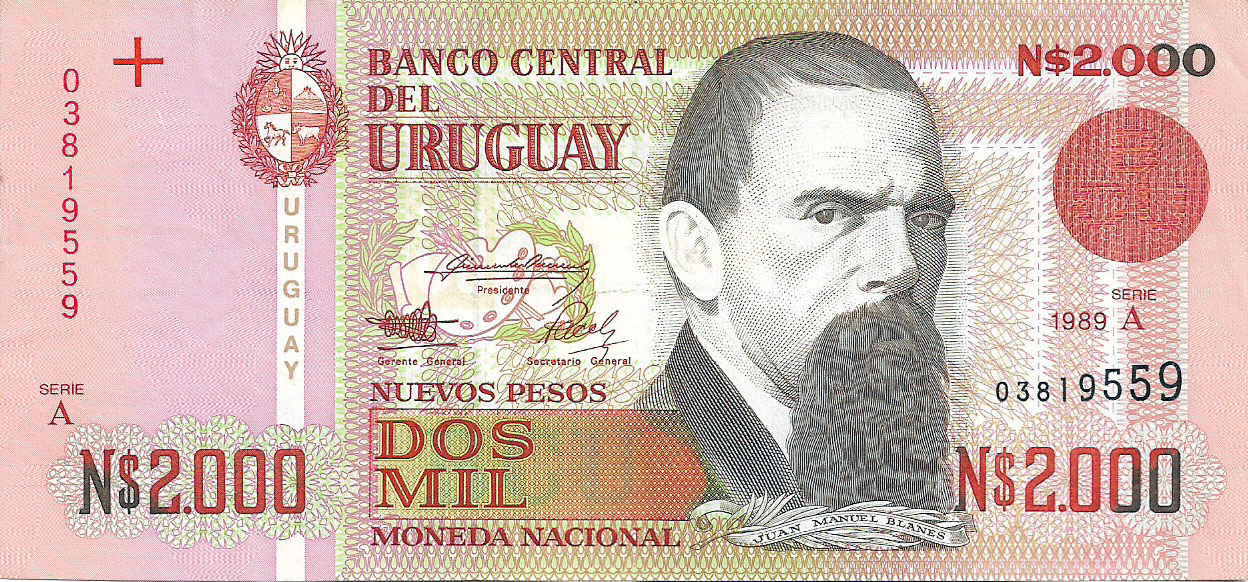 03819559
SERIE
A
N$2.000
URUGUAY
BANCO CENTRAL
DEL
URUGUAY
Presidente
Gerente General
Secretario General
NUEVOS PESOS
DOS
MIL
MONEDA NACIONAL
JUAN MANUEL BLANES
N$2.000
SERIE
1989 A
03819559
N$2.000